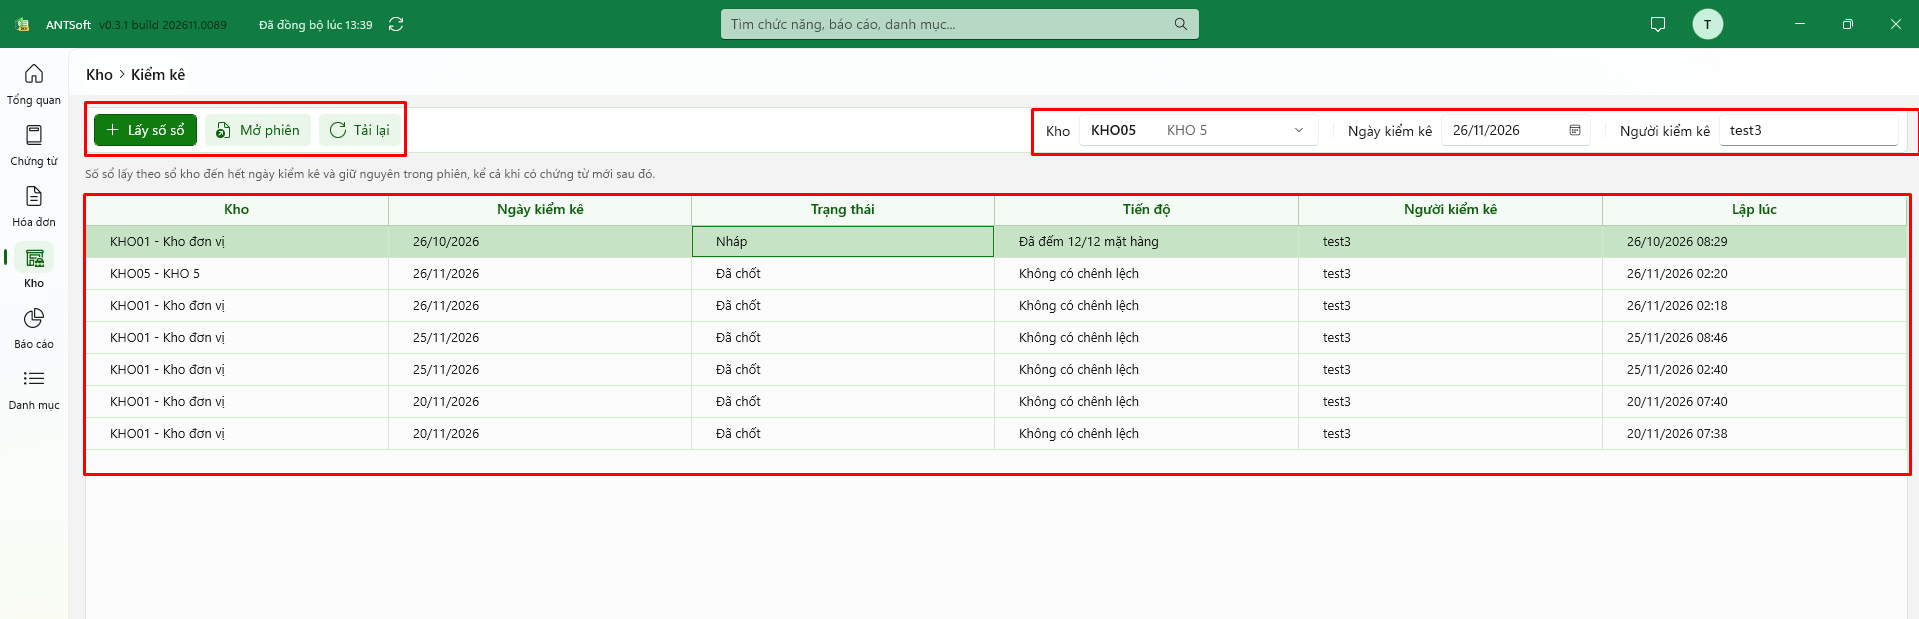 ANTSoft v0.3.1 build 202611.0089 Đã đồng bộ lúc 13:39 Tìm chức năng, báo cáo, danh mục... T
Kho > Kiểm kê
Tổng quan
Chứng từ
Hóa đơn
Kho
Báo cáo
Danh mục
+ Lấy số sổ Mở phiên Tải lại Kho KHO05 KHO 5 Ngày kiểm kê 26/11/2026 Người kiểm kê test3
Số sổ lấy theo sổ kho đến hết ngày kiểm kê và giữ nguyên trong phiên, kể cả khi có chứng từ mới sau đó.
Kho Ngày kiểm kê Trạng thái Tiến độ Người kiểm kê Lập lúc
KHO01 - Kho đơn vị 26/10/2026 Nháp Đã đếm 12/12 mặt hàng test3 26/10/2026 08:29
KHO05 - KHO 5 26/11/2026 Đã chốt Không có chênh lệch test3 26/11/2026 02:20
KHO01 - Kho đơn vị 26/11/2026 Đã chốt Không có chênh lệch test3 26/11/2026 02:18
KHO01 - Kho đơn vị 25/11/2026 Đã chốt Không có chênh lệch test3 25/11/2026 08:46
KHO01 - Kho đơn vị 25/11/2026 Đã chốt Không có chênh lệch test3 25/11/2026 02:40
KHO01 - Kho đơn vị 20/11/2026 Đã chốt Không có chênh lệch test3 20/11/2026 07:40
KHO01 - Kho đơn vị 20/11/2026 Đã chốt Không có chênh lệch test3 20/11/2026 07:38